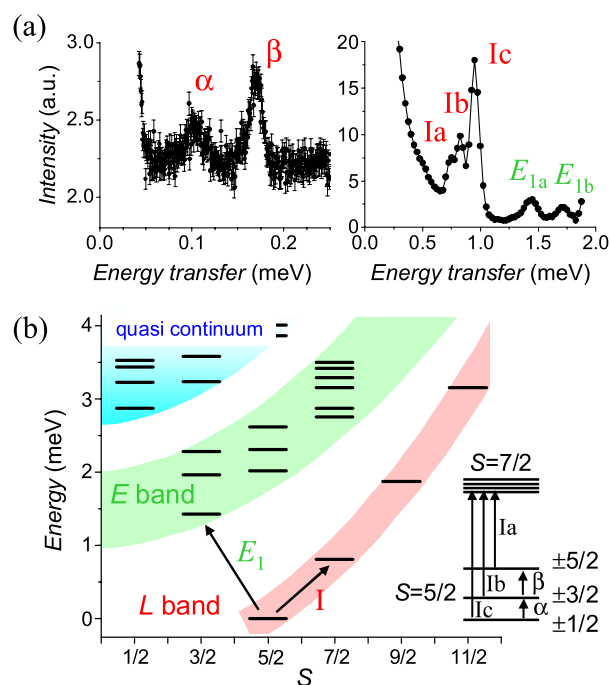 (a)
3.0
2.5
2.0
Intensity (a.u.)
α
β
0.0
0.1
0.2
Energy transfer (meV)
20
15
10
5
0
Ia
Ib
Ic
E1a
E1b
0.0
0.5
1.0
1.5
2.0
Energy transfer (meV)
(b)
4
3
2
1
0
Energy (meV)
quasi continuum
E band
L band
E1
I
1/2
3/2
5/2
7/2
9/2
11/2
S
S=7/2
Ia
Ib
Ic
S=5/2
±5/2
β
±3/2
α
±1/2